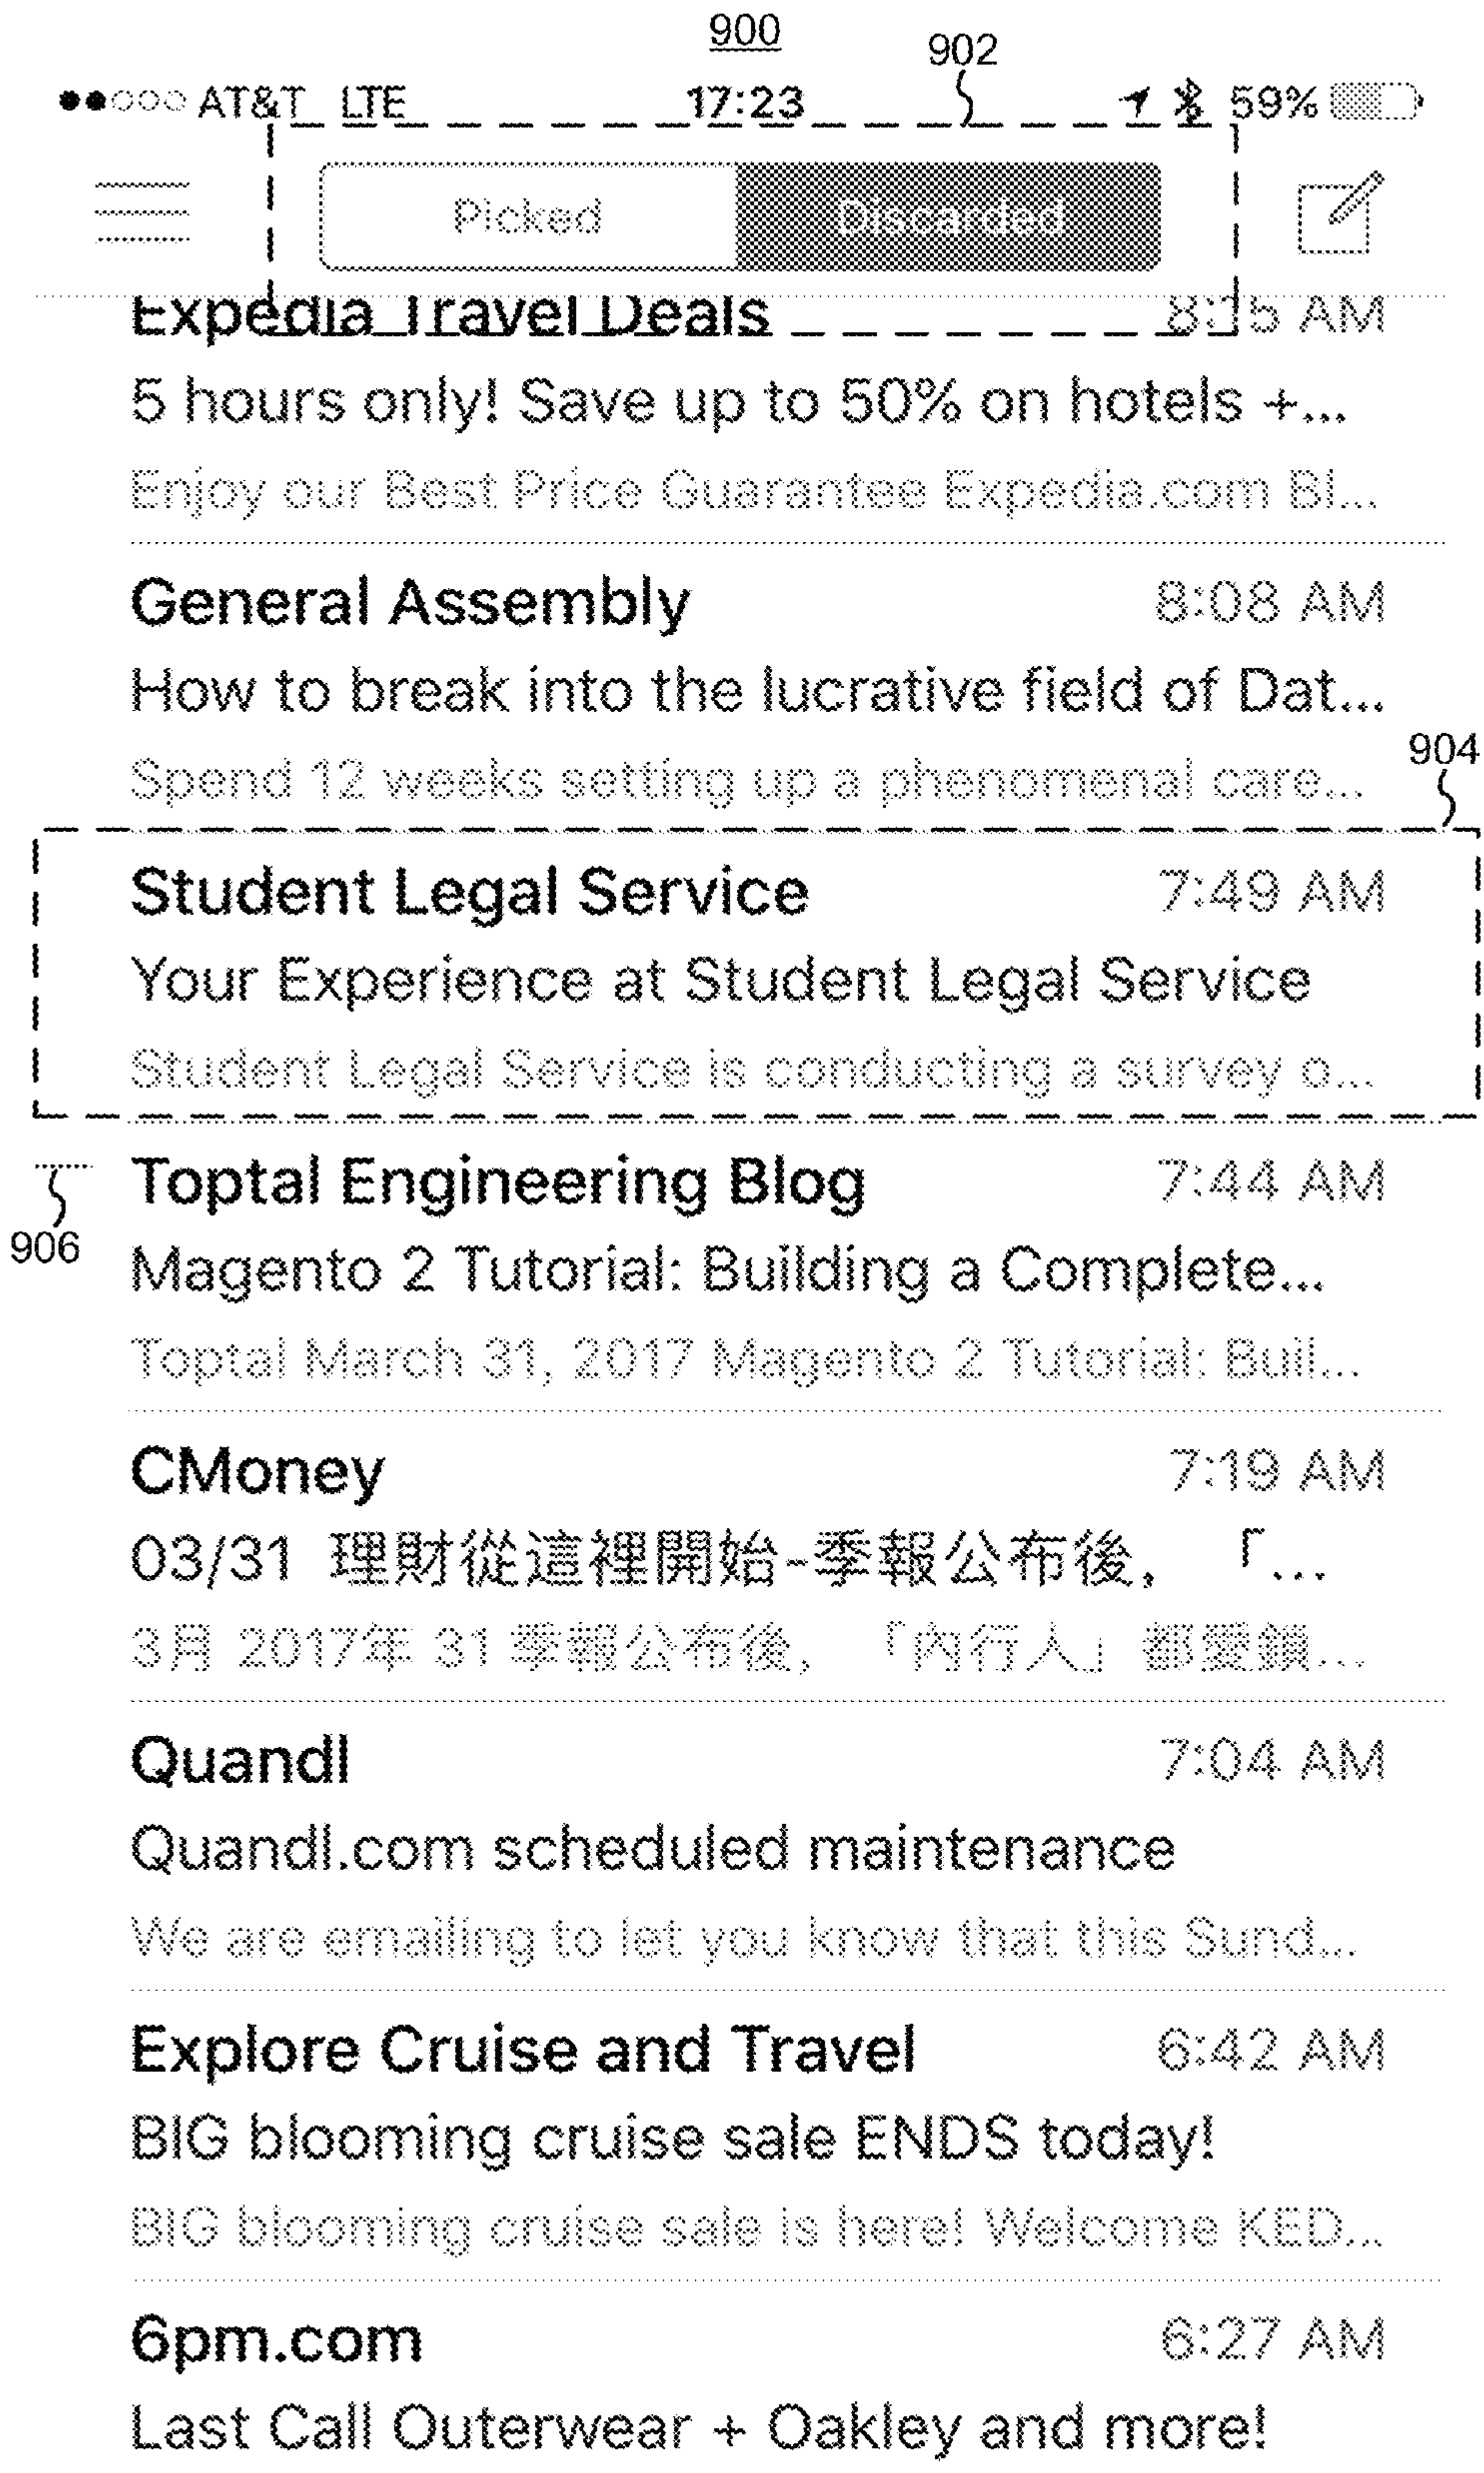 900
902
AT&T LTE 17:23 59%
Picked Discarded
Expedia Travel Deals 8:15 AM
5 hours only! Save up to 50% on hotels +...
Enjoy our Best Price Guarantee Expedia.com Bl...
General Assembly 8:08 AM
How to break into the lucrative field of Dat...
904
Spend 12 weeks setting up a phenomenal care...
Student Legal Service 7:49 AM
Your Experience at Student Legal Service
Student Legal Service is conducting a survey o...
Toptal Engineering Blog 7:44 AM
906
Magento 2 Tutorial: Building a Complete...
Toptal March 31, 2017 Magento 2 Tutorial: Buil...
CMoney 7:19 AM
03/31 理財從這裡開始-季報公布後，「...
3月 2017年 31 季報公布後，「內行人」都愛鎖...
Quandl 7:04 AM
Quandl.com scheduled maintenance
We are emailing to let you know that this Sund...
Explore Cruise and Travel 6:42 AM
BIG blooming cruise sale ENDS today!
BIG blooming cruise sale is here! Welcome KED...
6pm.com 6:27 AM
Last Call Outerwear + Oakley and more!